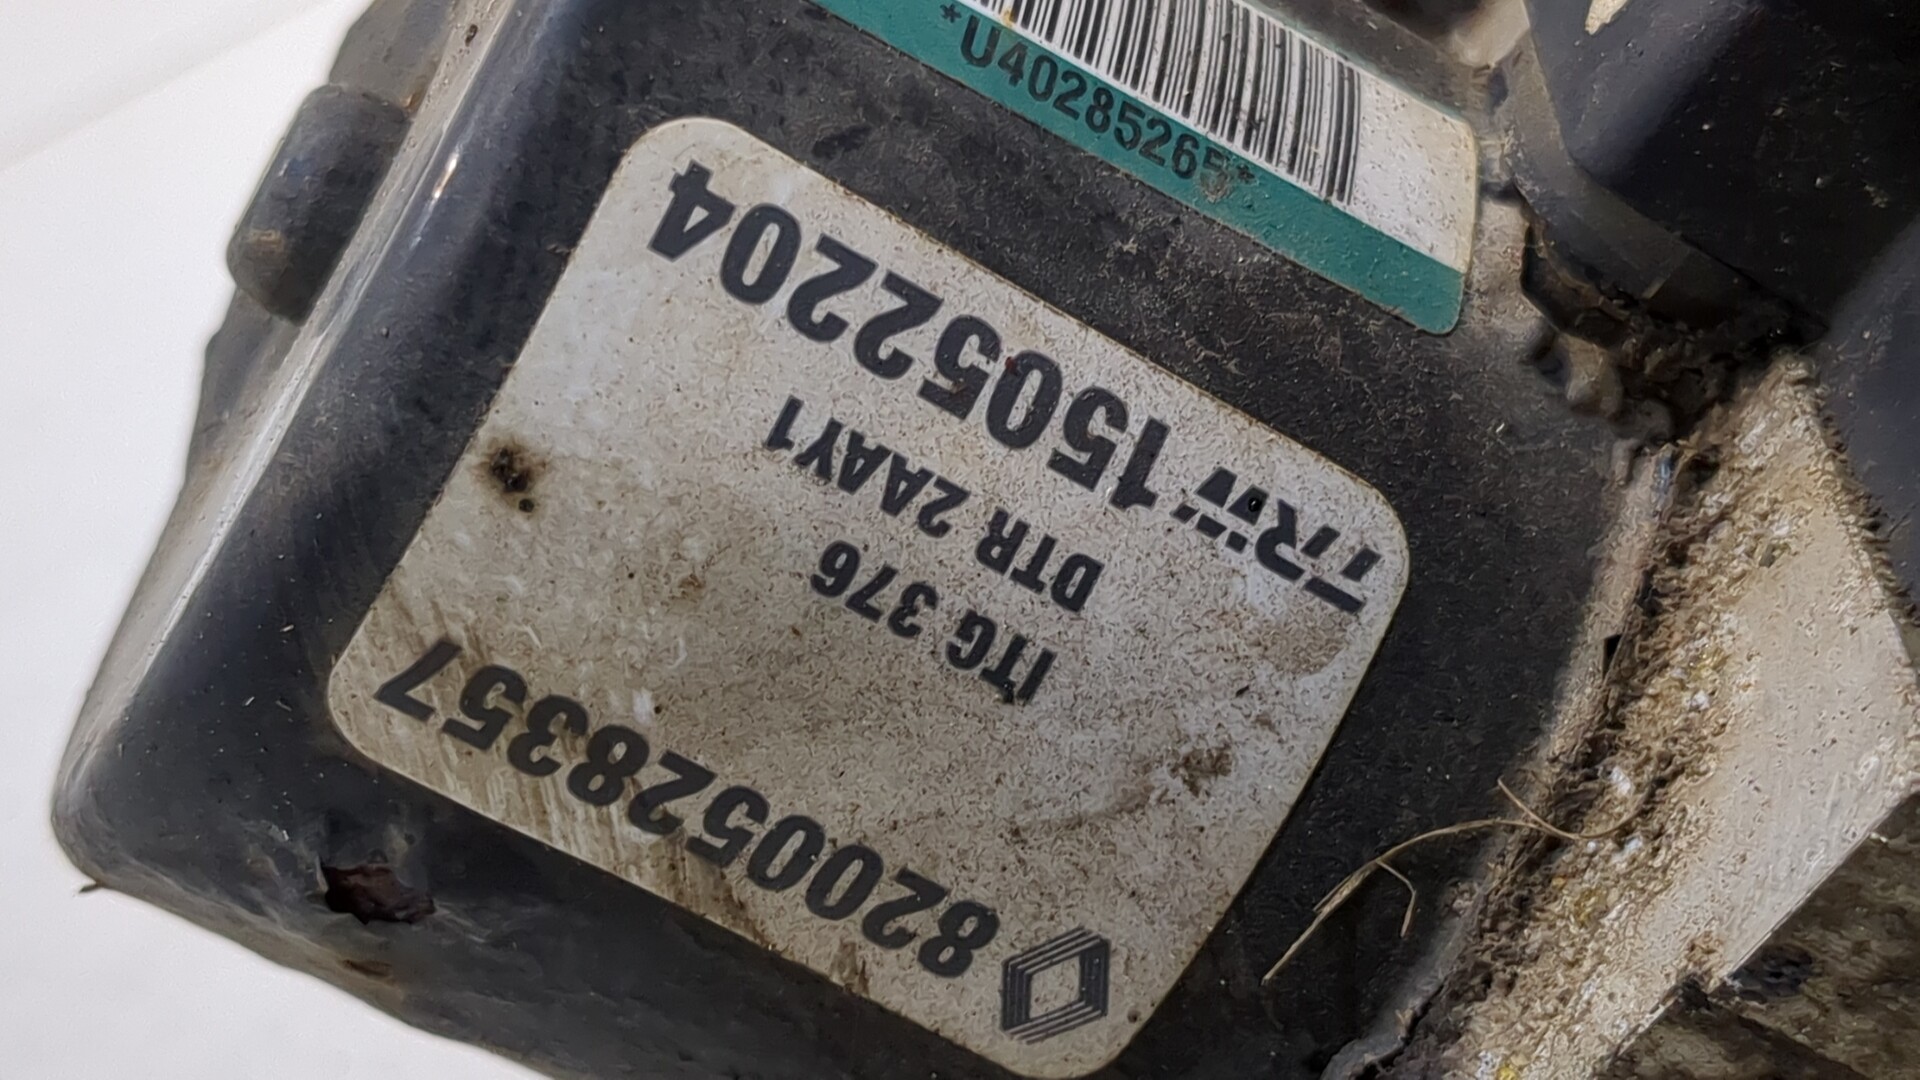 8200528357
ITG 376
DTR 2AAY1
TRW 15052204
*U40285265*